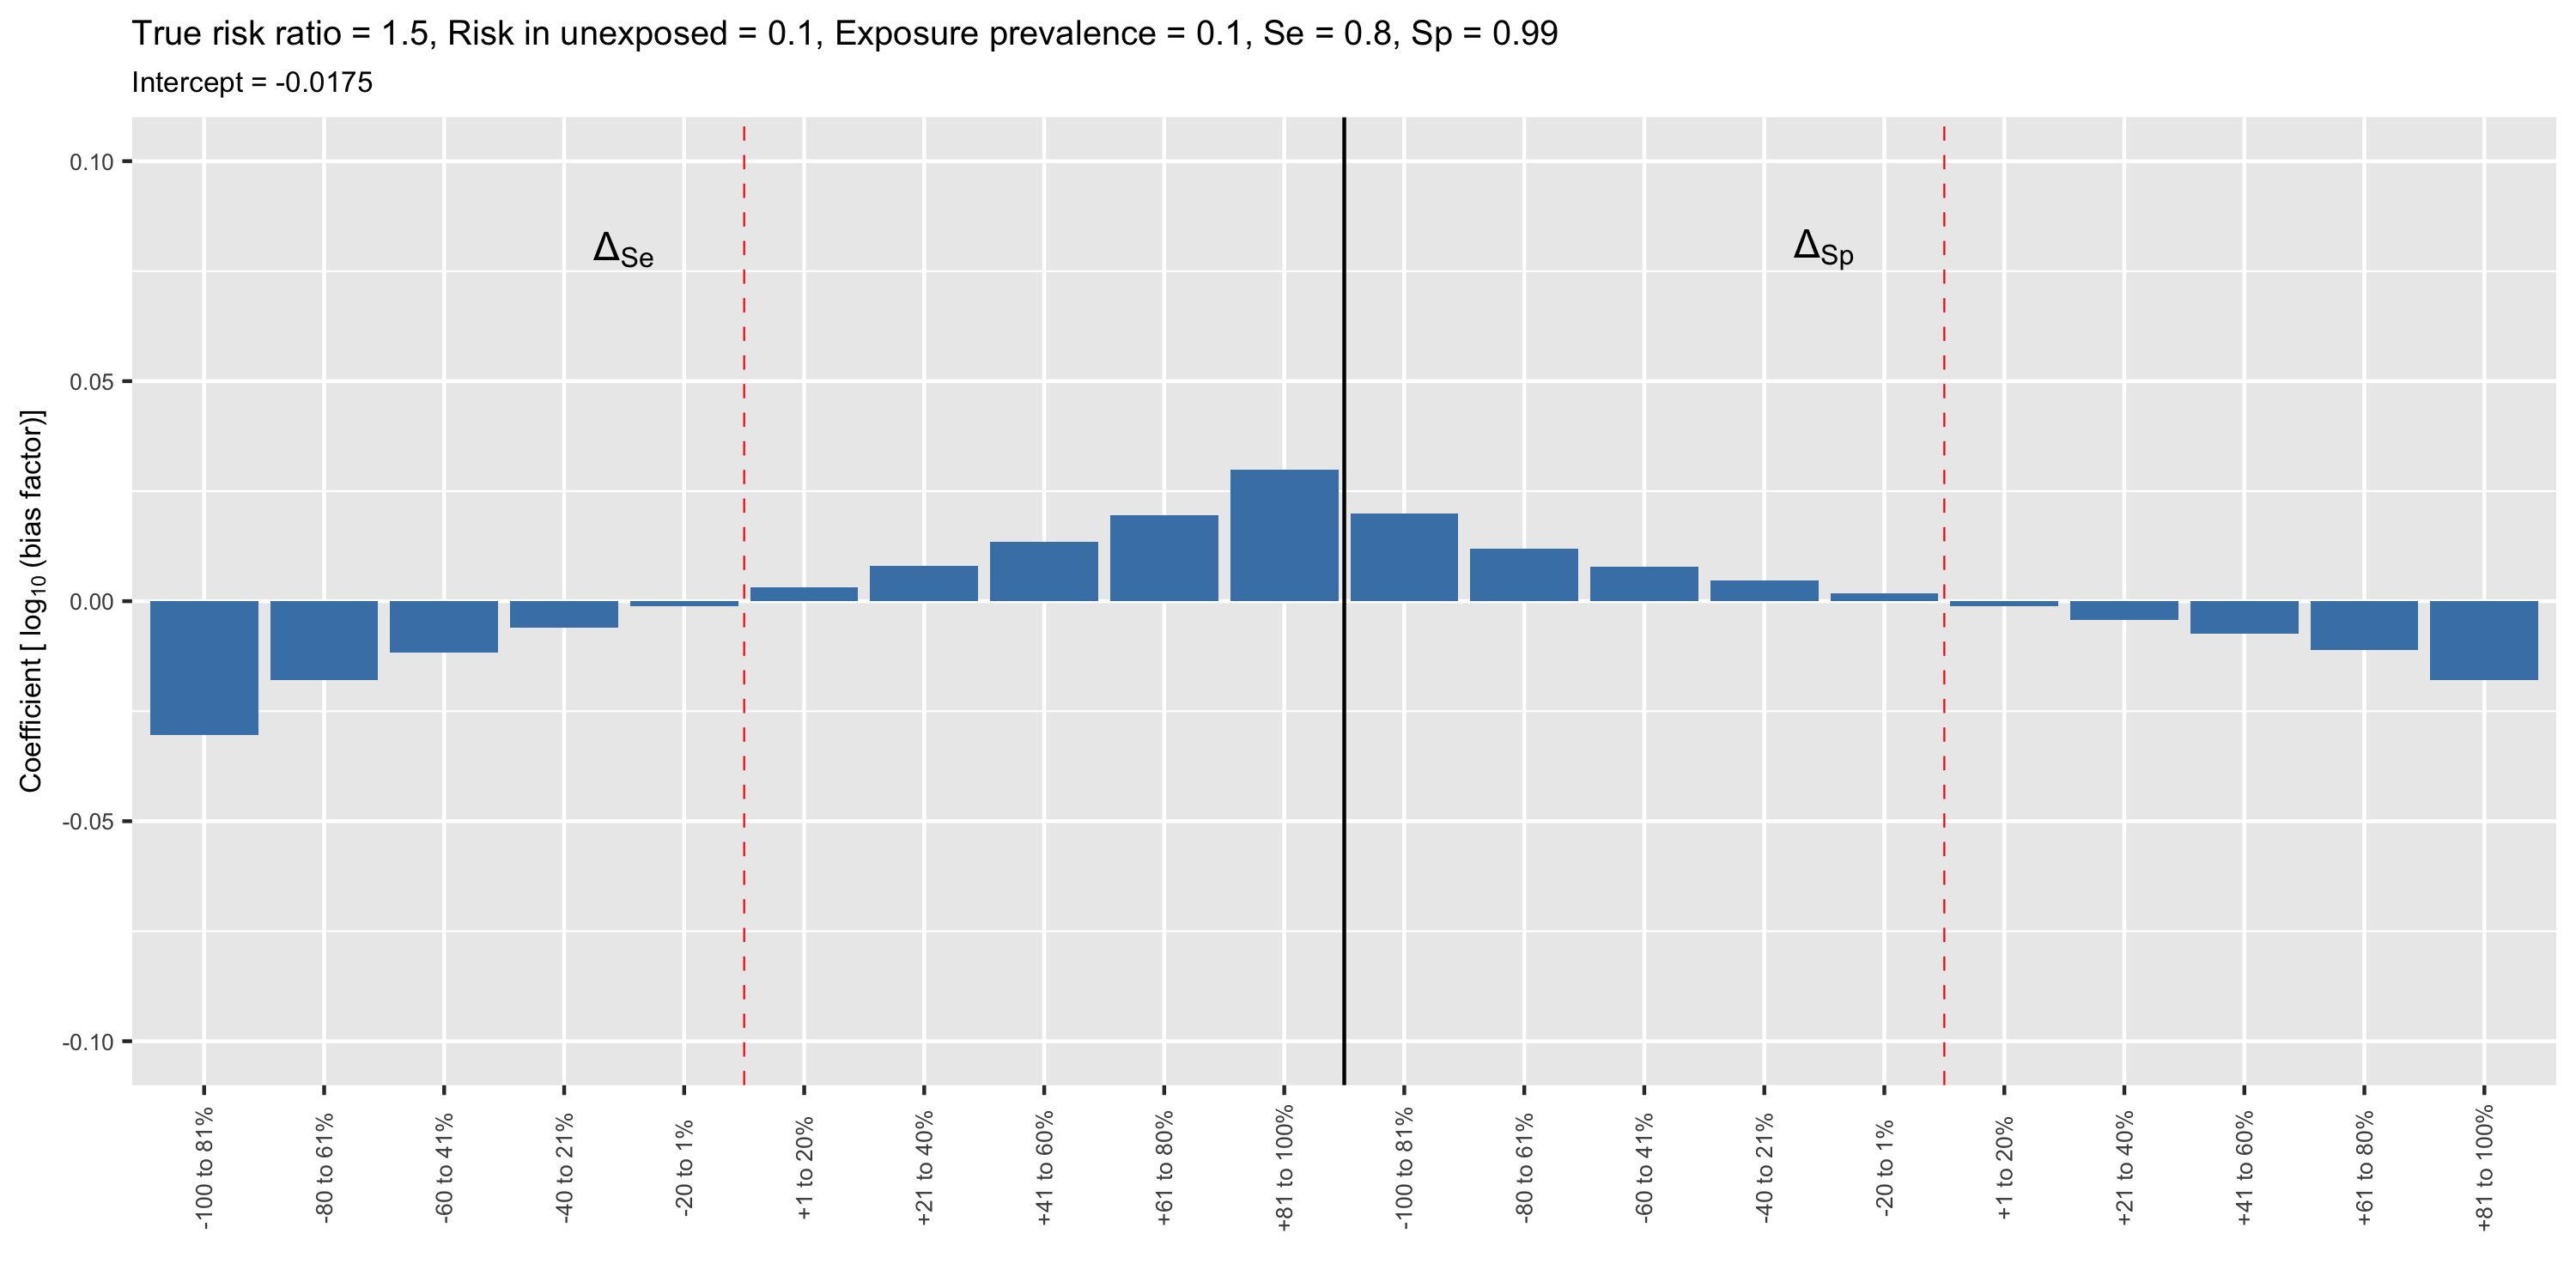 True risk ratio = 1.5, Risk in unexposed = 0.1, Exposure prevalence = 0.1, Se = 0.8, Sp = 0.99
Intercept = -0.0175
Coefficient [ log10 (bias factor)]
0.10
0.05
0.00
-0.05
-0.10
ΔSe
ΔSp
-100 to 81%
-80 to 61%
-60 to 41%
-40 to 21%
-20 to 1%
+1 to 20%
+21 to 40%
+41 to 60%
+61 to 80%
+81 to 100%
-100 to 81%
-80 to 61%
-60 to 41%
-40 to 21%
-20 to 1%
+1 to 20%
+21 to 40%
+41 to 60%
+61 to 80%
+81 to 100%